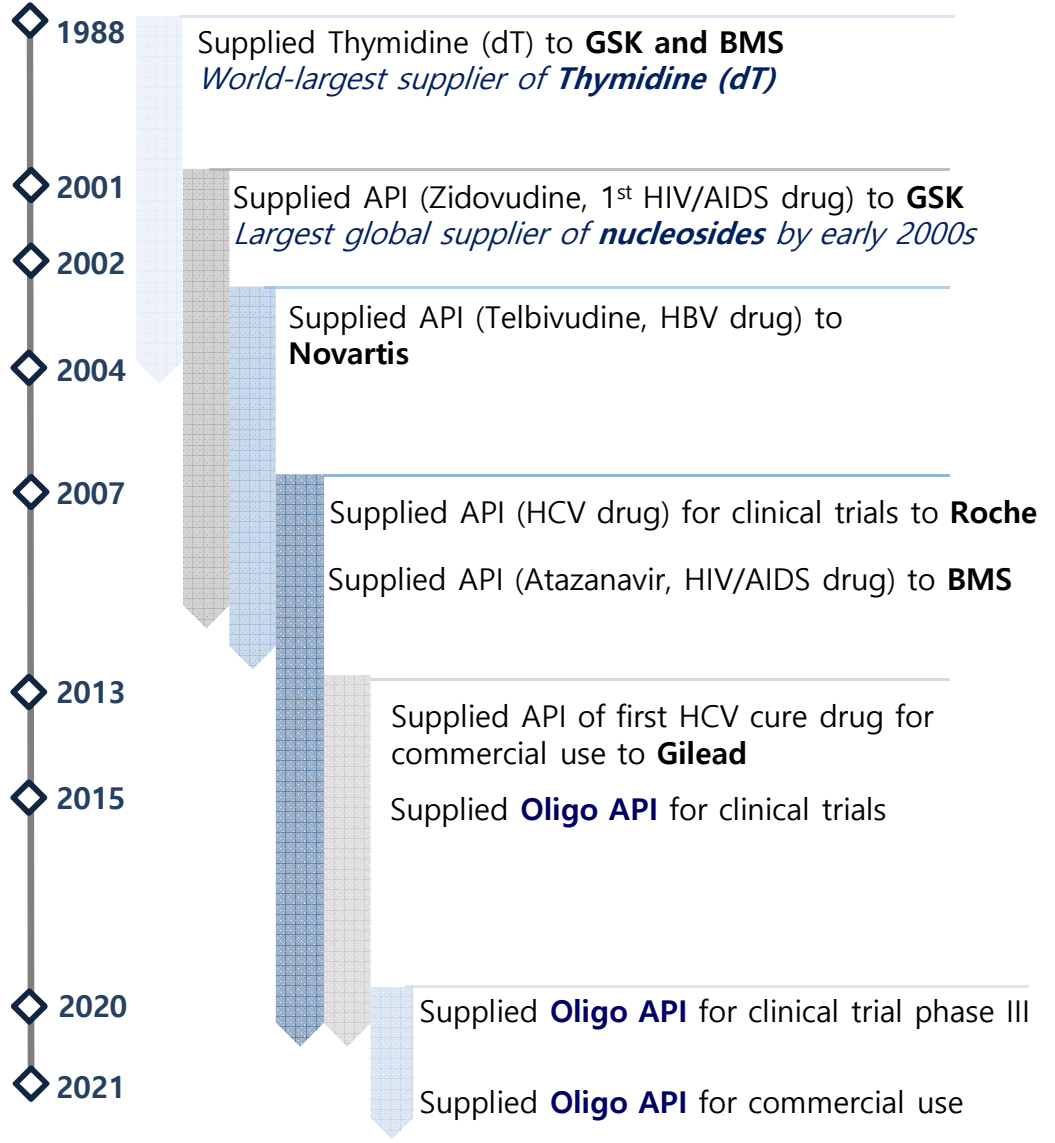 1988
Supplied Thymidine (dT) to GSK and BMS
World-largest supplier of Thymidine (dT)
2001
Supplied API (Zidovudine, 1st HIV/AIDS drug) to GSK
Largest global supplier of nucleosides by early 2000s
2002
Supplied API (Telbivudine, HBV drug) to
Novartis
2004
2007
Supplied API (HCV drug) for clinical trials to Roche
Supplied API (Atazanavir, HIV/AIDS drug) to BMS
2013
Supplied API of first HCV cure drug for
commercial use to Gilead
2015
Supplied Oligo API for clinical trials
2020
Supplied Oligo API for clinical trial phase III
2021
Supplied Oligo API for commercial use